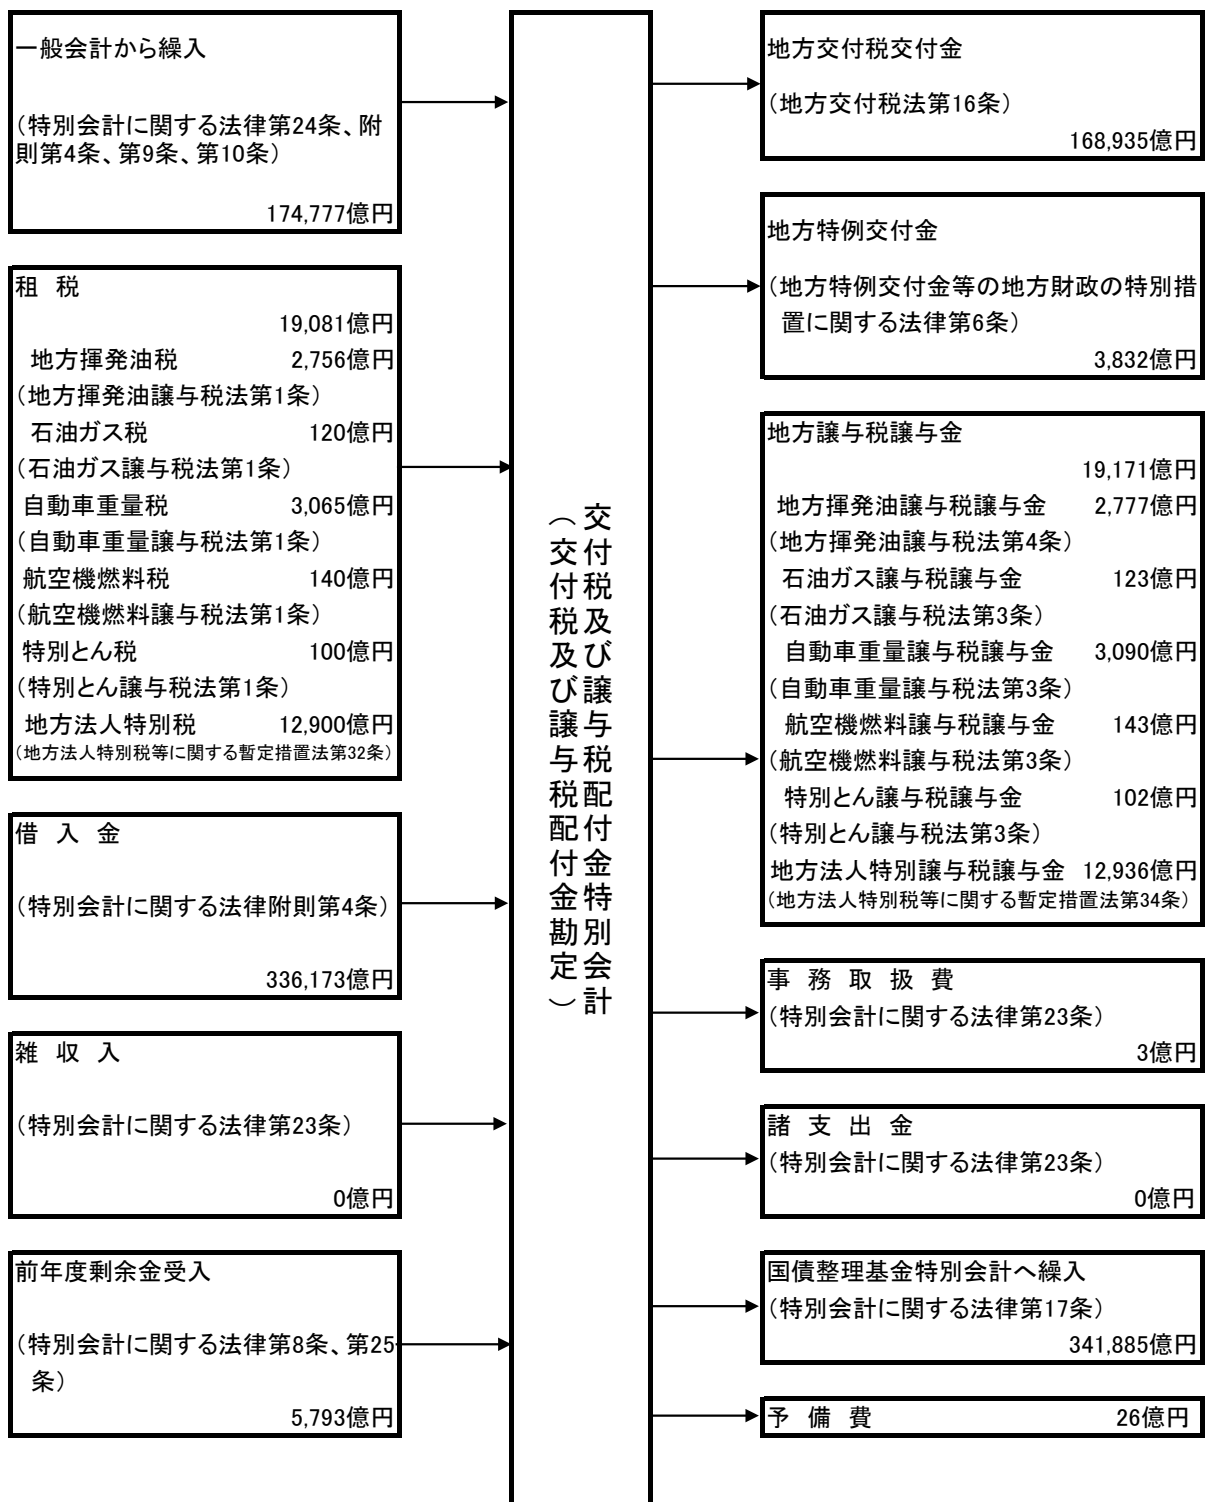 一般会計から繰入
（特別会計に関する法律第24条、附
則第4条、第9条、第10条）
174,777億円
租　税
19,081億円
地方揮発油税　2,756億円
（地方揮発油譲与税法第1条）
石油ガス税　120億円
（石油ガス譲与税法第1条）
自動車重量税　3,065億円
（自動車重量譲与税法第1条）
航空機燃料税　140億円
（航空機燃料譲与税法第1条）
特別とん税　100億円
（特別とん譲与税法第1条）
地方法人特別税　12,900億円
（地方法人特別税等に関する暫定措置法第32条）
借　入　金
（特別会計に関する法律附則第4条）
336,173億円
雑　収　入
（特別会計に関する法律第23条）
0億円
前年度剰余金受入
（特別会計に関する法律第8条、第25
条）
5,793億円
交付税及び譲与税配付金特別会計
（交付税及び譲与税配付金勘定）
地方交付税交付金
（地方交付税法第16条）
168,935億円
地方特例交付金
（地方特例交付金等の地方財政の特別措
置に関する法律第6条）
3,832億円
地方譲与税譲与金
19,171億円
地方揮発油譲与税譲与金　2,777億円
（地方揮発油譲与税法第4条）
石油ガス譲与税譲与金　123億円
（石油ガス譲与税法第3条）
自動車重量譲与税譲与金　3,090億円
（自動車重量譲与税法第3条）
航空機燃料譲与税譲与金　143億円
（航空機燃料譲与税法第3条）
特別とん譲与税譲与金　102億円
（特別とん譲与税法第3条）
地方法人特別譲与税譲与金　12,936億円
（地方法人特別税等に関する暫定措置法第34条）
事　務　取　扱　費
（特別会計に関する法律第23条）
3億円
諸　支　出　金
（特別会計に関する法律第23条）
0億円
国債整理基金特別会計へ繰入
（特別会計に関する法律第17条）
341,885億円
予　備　費　26億円